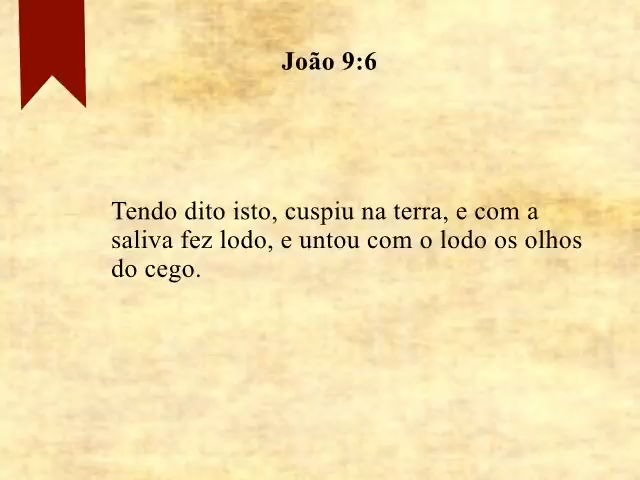 João 9:6
Tendo dito isto, cuspiu na terra, e com a
saliva fez lodo, e untou com o lodo os olhos
do cego.